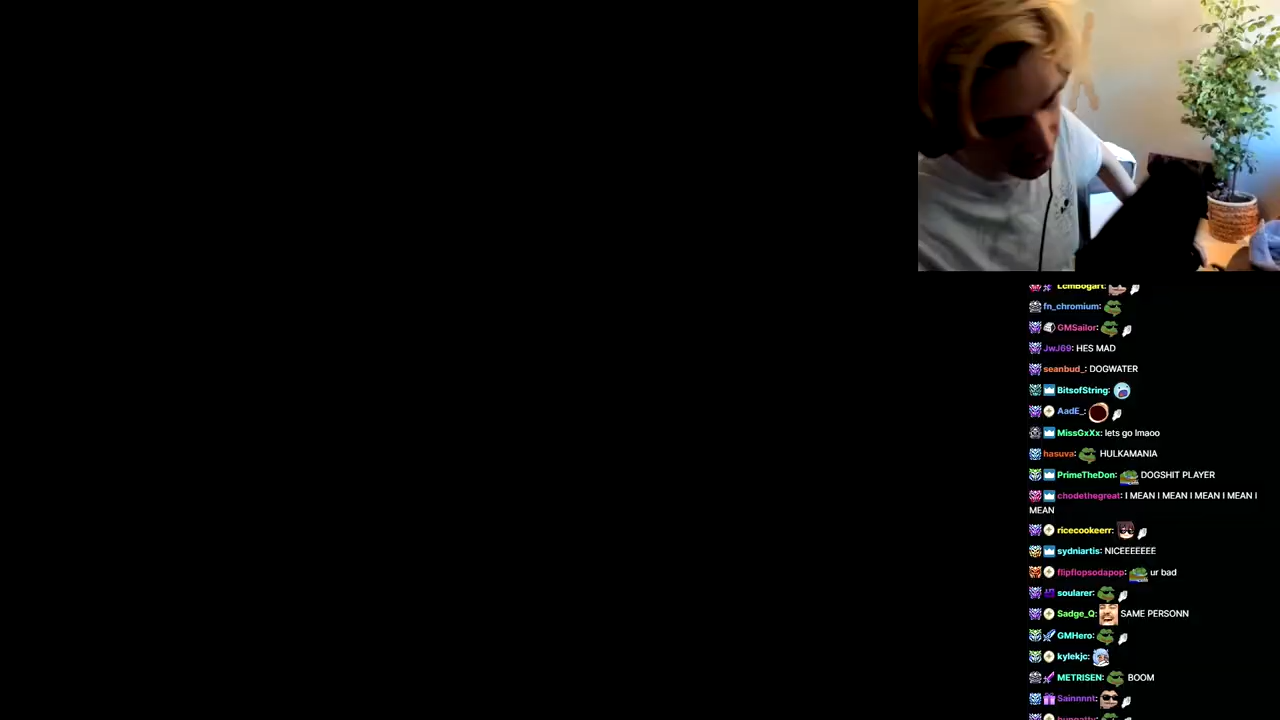 LcmBogart:
fn_chromium:
GMSailor:
JwJ69: HES MAD
seanbud_: DOGWATER
BitsofString:
AadE_:
MissGxXx: lets go lmaoo
hasuva: HULKAMANIA
PrimeTheDon: DOGSHIT PLAYER
chodethegreat: I MEAN I MEAN I MEAN I MEAN I
MEAN
ricecookeerr:
sydniartis: NICEEEEEEE
flipflopsodapop: ur bad
soularer:
Sadge_Q: SAME PERSONN
GMHero:
kylekjc:
METRISEN: BOOM
Sainnnnt: